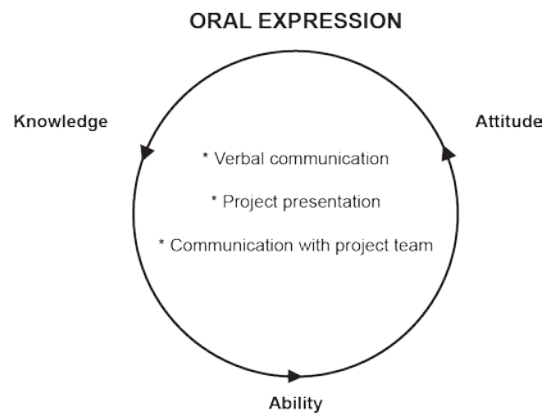 ORAL EXPRESSION
Knowledge
Attitude
* Verbal communication
* Project presentation
* Communication with project team
Ability